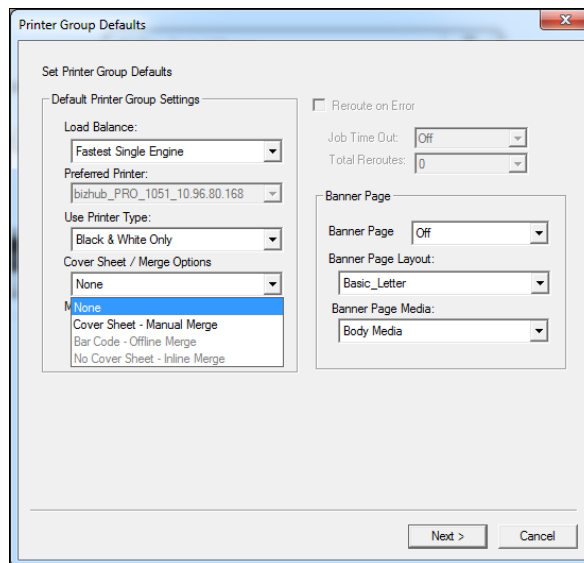 Printer Group Defaults
Set Printer Group Defaults
Default Printer Group Settings
Load Balance:
Fastest Single Engine
Preferred Printer:
bizhub_PRO_1051_10.96.80.168
Use Printer Type:
Black & White Only
Cover Sheet / Merge Options
None
None
Cover Sheet - Manual Merge
Bar Code - Offline Merge
No Cover Sheet - Inline Merge
Reroute on Error
Job Time Out: Off
Total Reroutes: 0
Banner Page
Banner Page Off
Banner Page Layout:
Basic_Letter
Banner Page Media:
Body Media
Next > Cancel